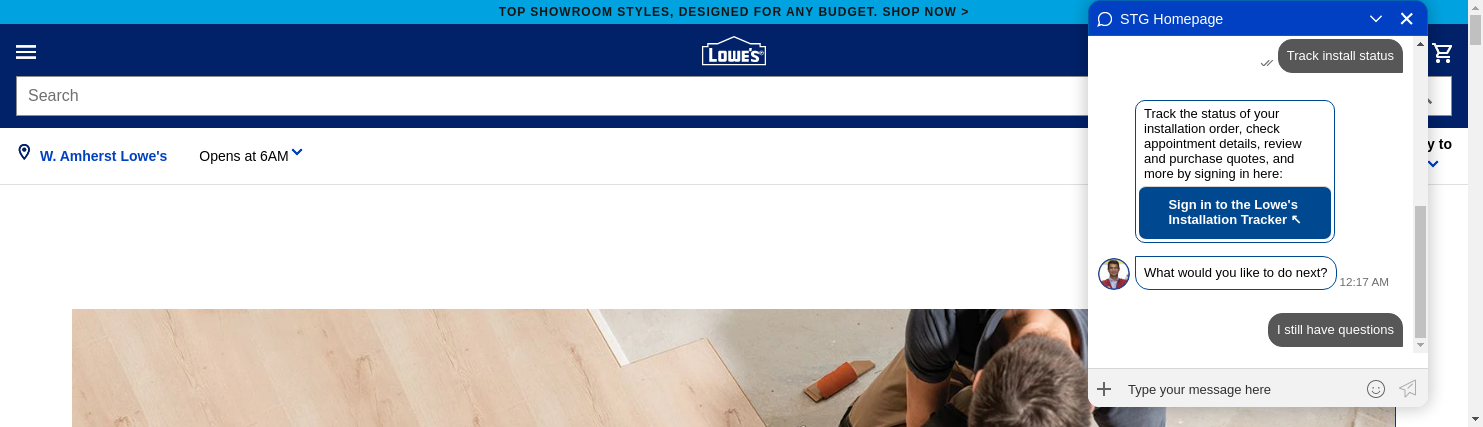 TOP SHOWROOM STYLES, DESIGNED FOR ANY BUDGET. SHOP NOW >
LOWE'S
Search
W. Amherst Lowe's
Opens at 6AM
y to
STG Homepage
Track install status
Track the status of your
installation order, check
appointment details, review
and purchase quotes, and
more by signing in here:
Sign in to the Lowe's
Installation Tracker ↖
What would you like to do next?
12:17 AM
I still have questions
Type your message here